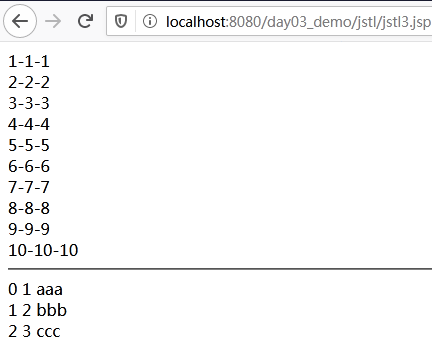 localhost:8080/day03_demo/jstl/jstl3.jsp
1-1-1
2-2-2
3-3-3
4-4-4
5-5-5
6-6-6
7-7-7
8-8-8
9-9-9
10-10-10
0 1 aaa
1 2 bbb
2 3 ccc